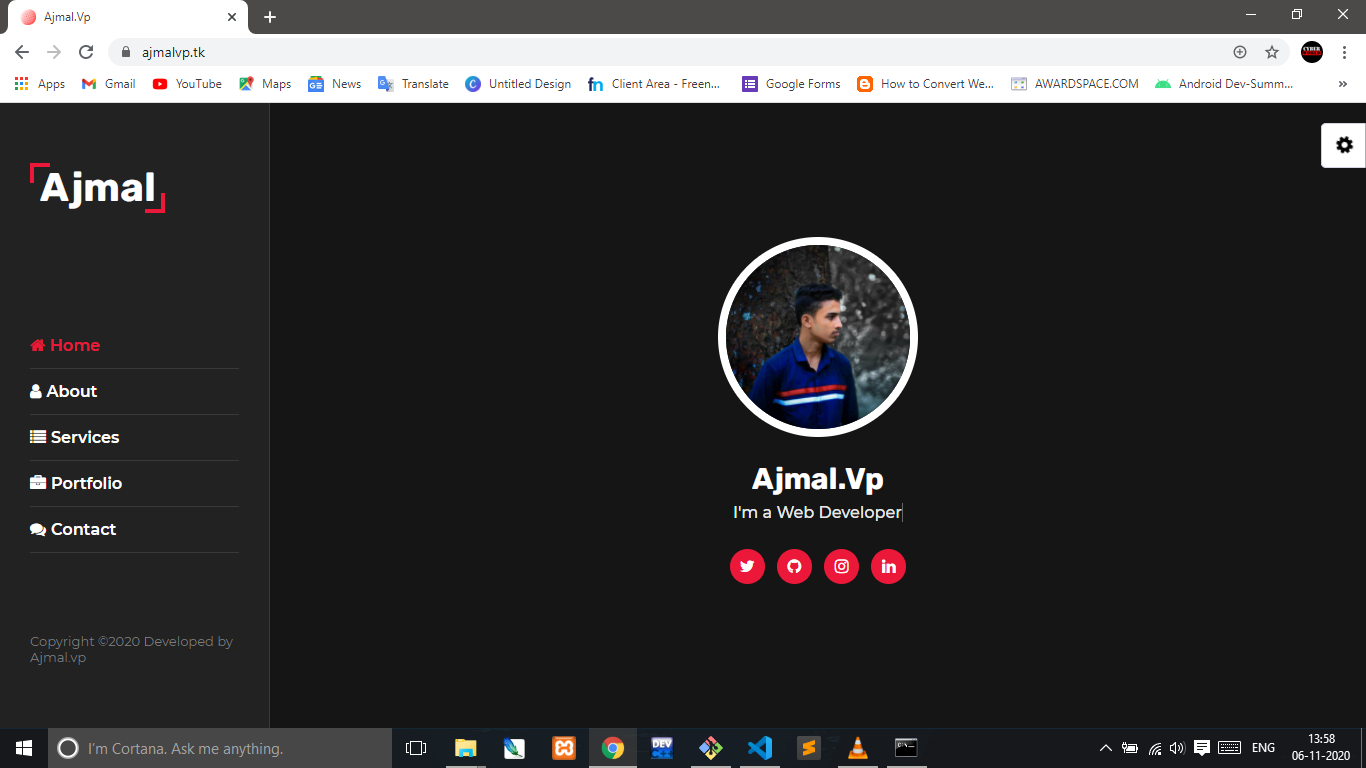 Ajmal.Vp
ajmalvp.tk
Apps Gmail YouTube Maps News Translate Untitled Design Client Area - Freen... Google Forms How to Convert We... AWARDSPACE.COM Android Dev-Summ... »
Ajmal
Home
About
Services
Portfolio
Contact
Copyright ©2020 Developed by
Ajmal.vp
Ajmal.Vp
I'm a Web Developer
I'm Cortana. Ask me anything.
DEV
ENG
13:58
06-11-2020